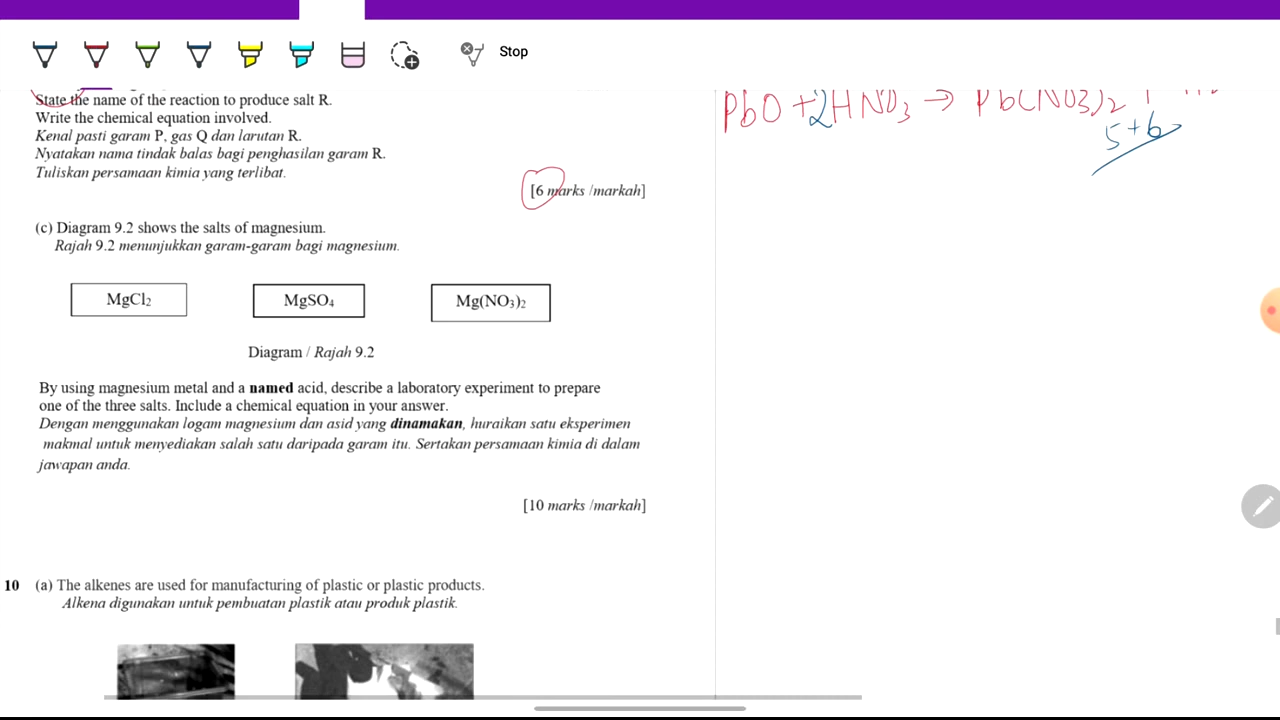 Stop
State the name of the reaction to produce salt R.
Write the chemical equation involved.
Kenal pasti garam P, gas Q dan larutan R.
Nyatakan nama tindak balas bagi penghasilan garam R.
Tuliskan persamaan kimia yang terlibat.
[6 marks /markah]
PbO + 2HNO₃ → Pb(NO₃)₂ +
5+6
(c) Diagram 9.2 shows the salts of magnesium.
Rajah 9.2 menunjukkan garam-garam bagi magnesium.
MgCl₂ MgSO₄ Mg(NO₃)₂
Diagram / Rajah 9.2
By using magnesium metal and a named acid, describe a laboratory experiment to prepare
one of the three salts. Include a chemical equation in your answer.
Dengan menggunakan logam magnesium dan asid yang dinamakan, huraikan satu eksperimen
makmal untuk menyediakan salah satu daripada garam itu. Sertakan persamaan kimia di dalam
jawapan anda.
[10 marks /markah]
10 (a) The alkenes are used for manufacturing of plastic or plastic products.
Alkena digunakan untuk pembuatan plastik atau produk plastik.